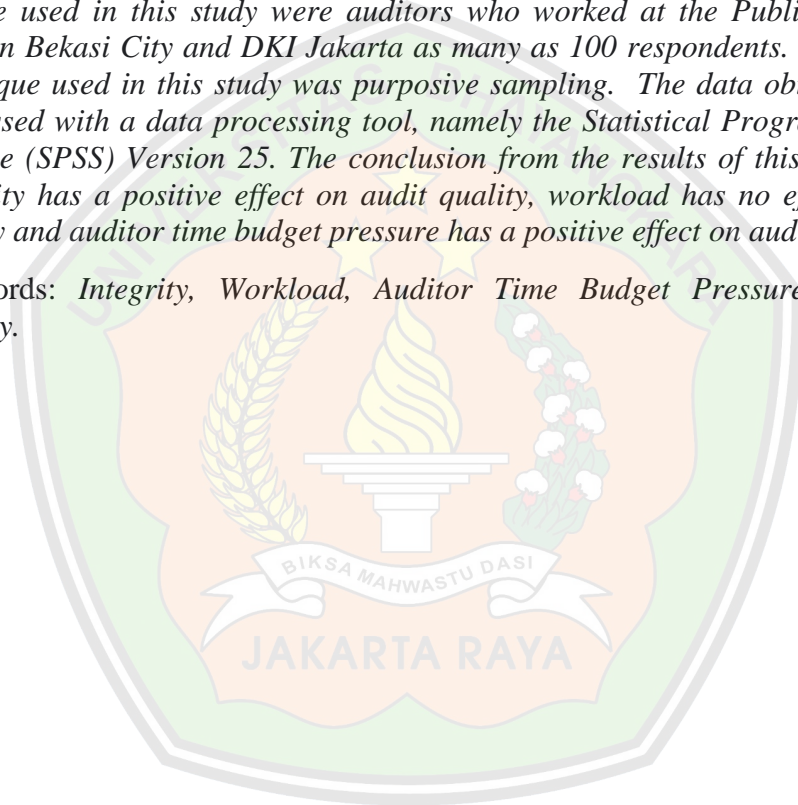 e used in this study were auditors who worked at the Publi
n Bekasi City and DKI Jakarta as many as 100 respondents.
que used in this study was purposive sampling. The data ob
sed with a data processing tool, namely the Statistical Progr
e (SPSS) Version 25. The conclusion from the results of this
ity has a positive effect on audit quality, workload has no e
y and auditor time budget pressure has a positive effect on aud
ords: Integrity, Workload, Auditor Time Budget Pressure
y.
UNIVERSITAS BHAYANGKARA
BIKSA MAHWASTU DASI
JAKARTA RAYA